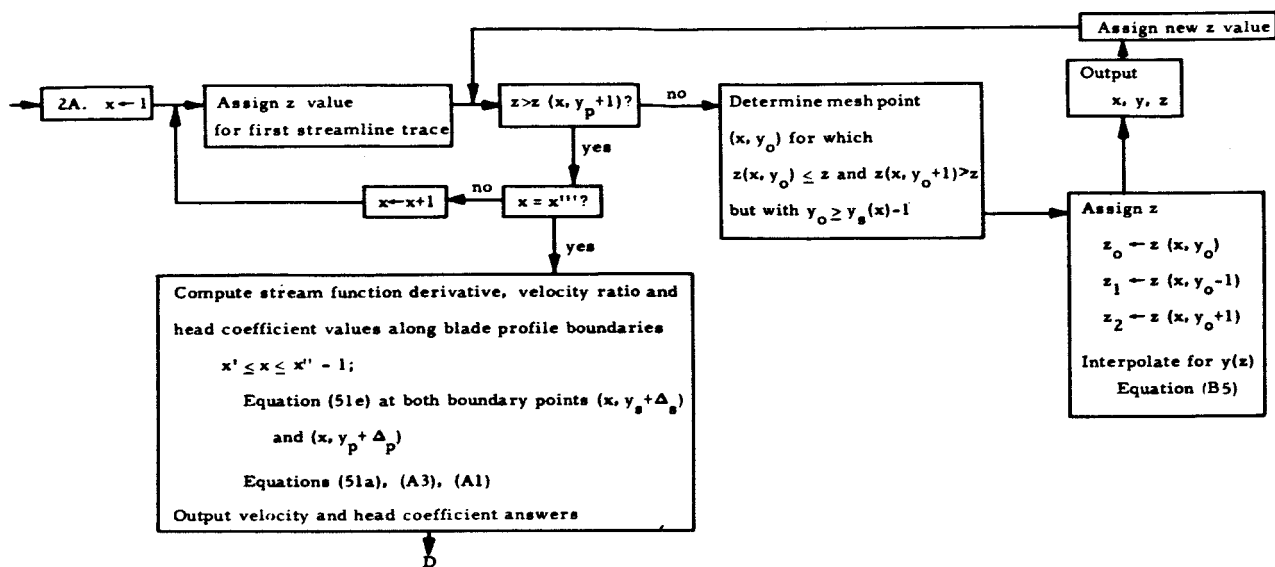 2A. x ← 1
Assign z value
for first streamline trace
z>z (x, y_p+1)?
no
yes
x = x'''?
no
x←x+1
yes
Determine mesh point
(x, y_o) for which
z(x, y_o) ≤ z and z(x, y_o+1)>z
but with y_o ≥ y_s(x)-1
Assign z
z_o ← z (x, y_o)
z_1 ← z (x, y_o-1)
z_2 ← z (x, y_o+1)
Interpolate for y(z)
Equation (B5)
Output
x, y, z
Assign new z value
Compute stream function derivative, velocity ratio and
head coefficient values along blade profile boundaries
x' ≤ x ≤ x'' - 1;
Equation (51e) at both boundary points (x, y_s+Δ_s)
and (x, y_p+ Δ_p)
Equations (51a), (A3), (A1)
Output velocity and head coefficient answers
D